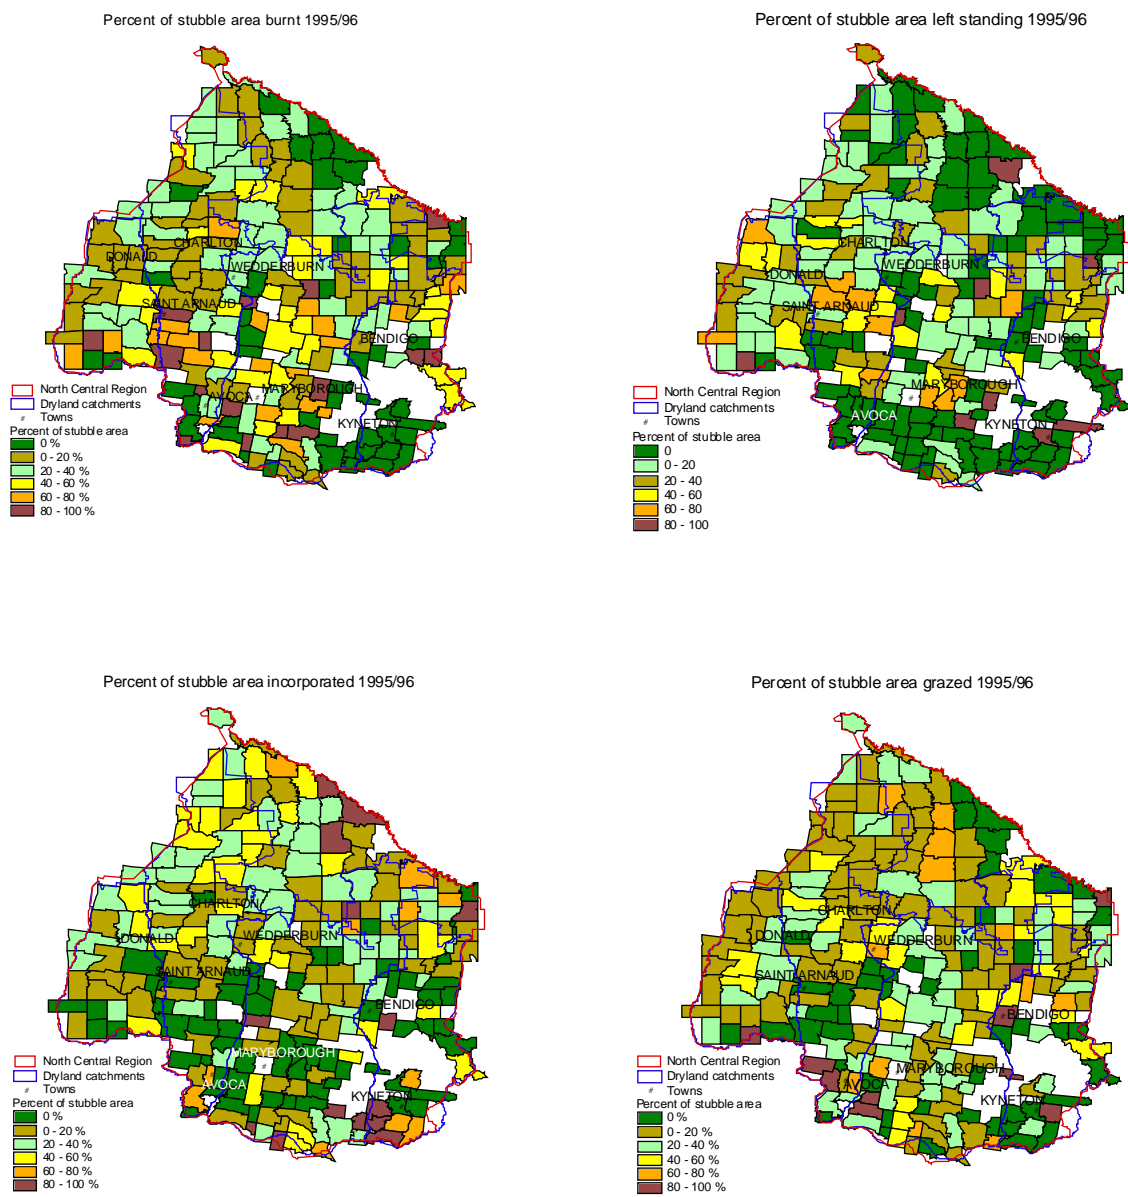 Percent of stubble area burnt 1995/96
CHARLTON
DONALD
WEDDERBURN
SAINT ARNAUD
BENDIGO
MARYBOROUGH
AVOCA
KYNETON
North Central Region
Dryland catchments
# Towns
Percent of stubble area
0 %
0 - 20 %
20 - 40 %
40 - 60 %
60 - 80 %
80 - 100 %
Percent of stubble area left standing 1995/96
CHARLTON
WEDDERBURN
DONALD
SAINT ARNAUD
BENDIGO
MARYBOROUGH
AVOCA
KYNETON
North Central Region
Dryland catchments
# Towns
Percent of stubble area
0
0 - 20
20 - 40
40 - 60
60 - 80
80 - 100
Percent of stubble area incorporated 1995/96
CHARLTON
DONALD
WEDDERBURN
SAINT ARNAUD
BENDIGO
MARYBOROUGH
AVOCA
KYNETON
North Central Region
Dryland catchments
# Towns
Percent of stubble area
0 %
0 - 20 %
20 - 40 %
40 - 60 %
60 - 80 %
80 - 100 %
Percent of stubble area grazed 1995/96
CHARLTON
DONALD
WEDDERBURN
SAINT ARNAUD
BENDIGO
MARYBOROUGH
AVOCA
KYNETON
North Central Region
Dryland catchments
# Towns
Percent of stubble area
0 %
0 - 20 %
20 - 40 %
40 - 60 %
60 - 80 %
80 - 100 %